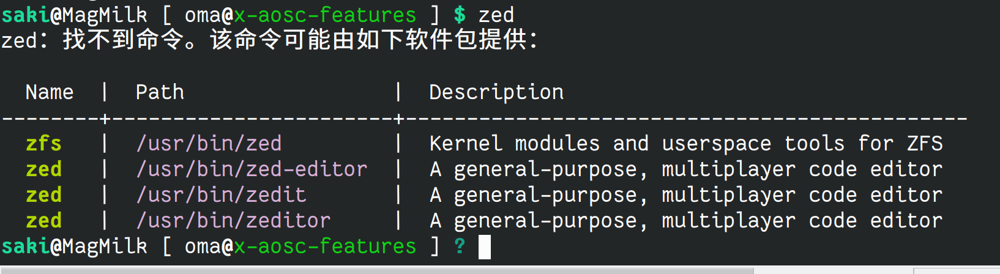 saki@MagMilk [ oma@x-aosc-features ] $ zed
zed: 找不到命令。该命令可能由如下软件包提供:
Name | Path | Description
--------+-----------------------+----------------------------------------------
zfs | /usr/bin/zed | Kernel modules and userspace tools for ZFS
zed | /usr/bin/zed-editor | A general-purpose, multiplayer code editor
zed | /usr/bin/zedit | A general-purpose, multiplayer code editor
zed | /usr/bin/zeditor | A general-purpose, multiplayer code editor
saki@MagMilk [ oma@x-aosc-features ] ?